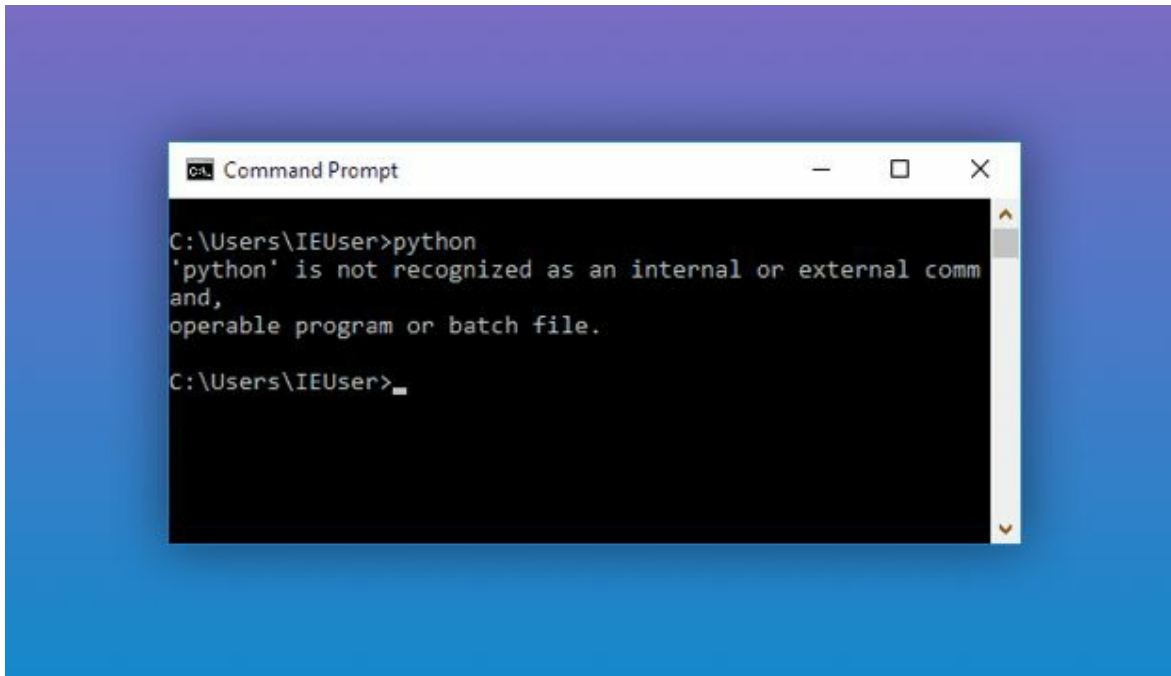 Command Prompt
C:\Users\IEUser>python
'python' is not recognized as an internal or external comm
and,
operable program or batch file.
C:\Users\IEUser>